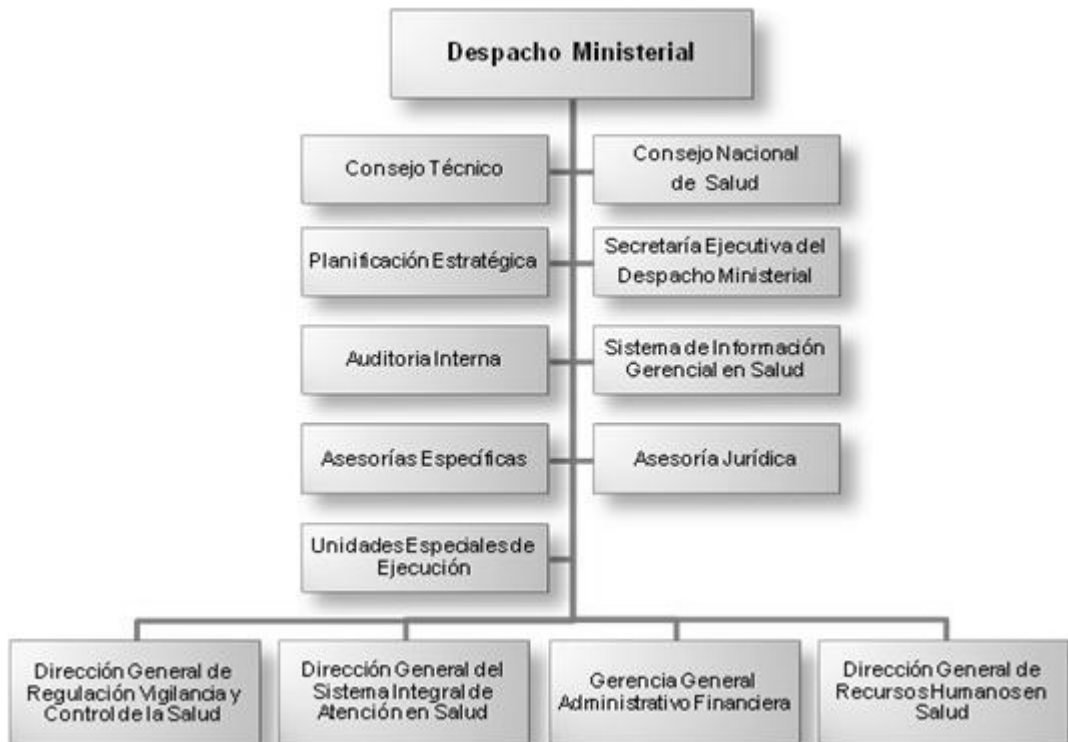 Despacho Ministerial
Consejo Técnico
Consejo Nacional
de Salud
Planificación Estratégica
Secretaría Ejecutiva del
Despacho Ministerial
Auditoria Interna
Sistema de Información
Gerencial en Salud
Asesorías Específicas
Asesoría Jurídica
Unidades Especiales de
Ejecución
Dirección General de
Regulación Vigilancia y
Control de la Salud
Dirección General del
Sistema Integral de
Atención en Salud
Gerencia General
Administrativo Financiera
Dirección General de
Recursos Humanos en
Salud